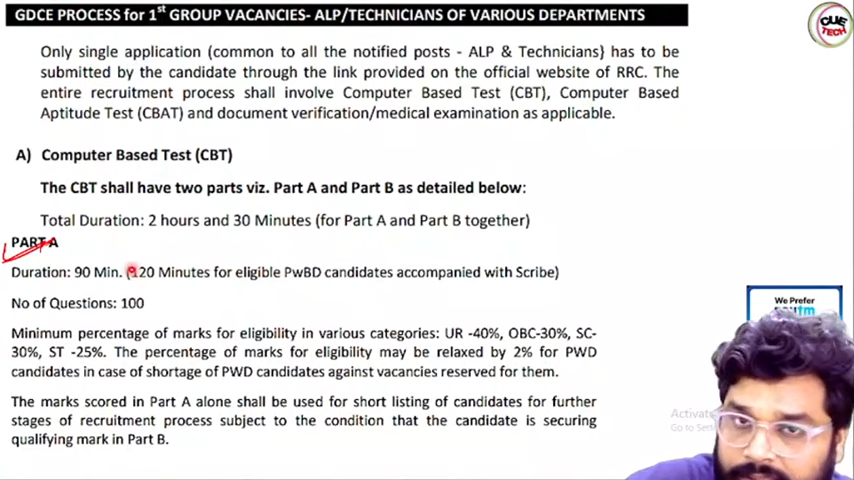 GDCE PROCESS for 1st GROUP VACANCIES- ALP/TECHNICIANS OF VARIOUS DEPARTMENTS
CUE
TECH
Only single application (common to all the notified posts - ALP & Technicians) has to be
submitted by the candidate through the link provided on the official website of RRC. The
entire recruitment process shall involve Computer Based Test (CBT), Computer Based
Aptitude Test (CBAT) and document verification/medical examination as applicable.
A) Computer Based Test (CBT)
The CBT shall have two parts viz. Part A and Part B as detailed below:
Total Duration: 2 hours and 30 Minutes (for Part A and Part B together)
PART A
Duration: 90 Min. (120 Minutes for eligible PwBD candidates accompanied with Scribe)
No of Questions: 100
We Prefer
paytm
Minimum percentage of marks for eligibility in various categories: UR -40%, OBC-30%, SC-
30%, ST -25%. The percentage of marks for eligibility may be relaxed by 2% for PWD
candidates in case of shortage of PWD candidates against vacancies reserved for them.
The marks scored in Part A alone shall be used for short listing of candidates for further
stages of recruitment process subject to the condition that the candidate is securing
qualifying mark in Part B.
Activate
Go to